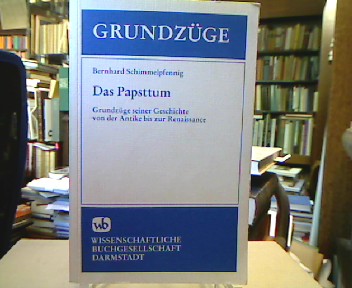 GRUNDZÜGE
Bernhard Schimmelpfennig
Das Papsttum
Grundzüge seiner Geschichte
von der Antike bis zur Renaissance
wb
WISSENSCHAFTLICHE
BUCHGESELLSCHAFT
DARMSTADT